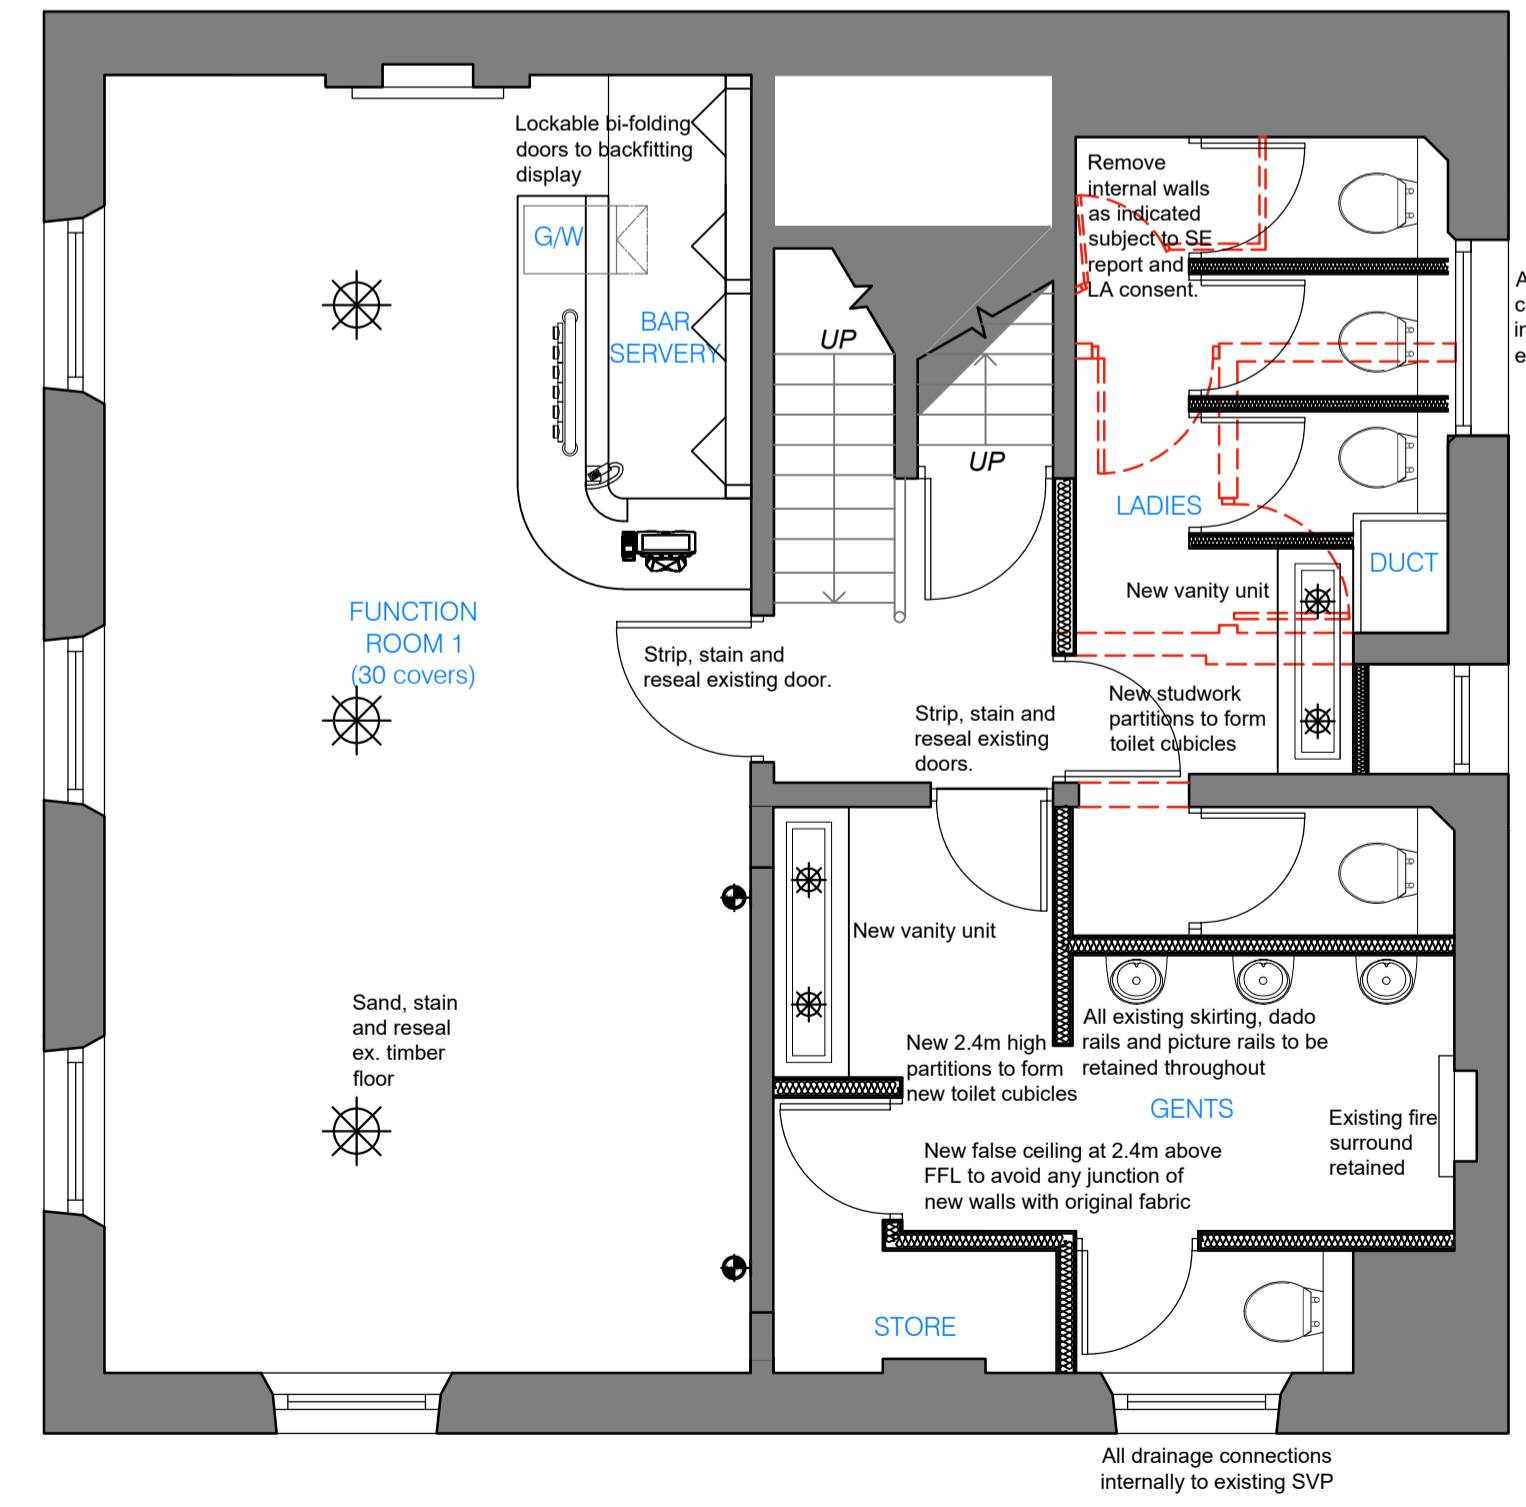 Lockable bi-folding
doors to backfitting
display
G/W
BAR
SERVERY
UP
UP
Remove
internal walls
as indicated
subject to SE
report and
LA consent.
LADIES
DUCT
New vanity unit
FUNCTION
ROOM 1
(30 covers)
Strip, stain and
reseal existing door.
Strip, stain and
reseal existing
doors.
New studwork
partitions to form
toilet cubicles
New vanity unit
Sand, stain
and reseal
ex. timber
floor
New 2.4m high
partitions to form
new toilet cubicles
All existing skirting, dado
rails and picture rails to be
retained throughout
GENTS
Existing fire
surround
retained
New false ceiling at 2.4m above
FFL to avoid any junction of
new walls with original fabric
STORE
All drainage connections
internally to existing SVP